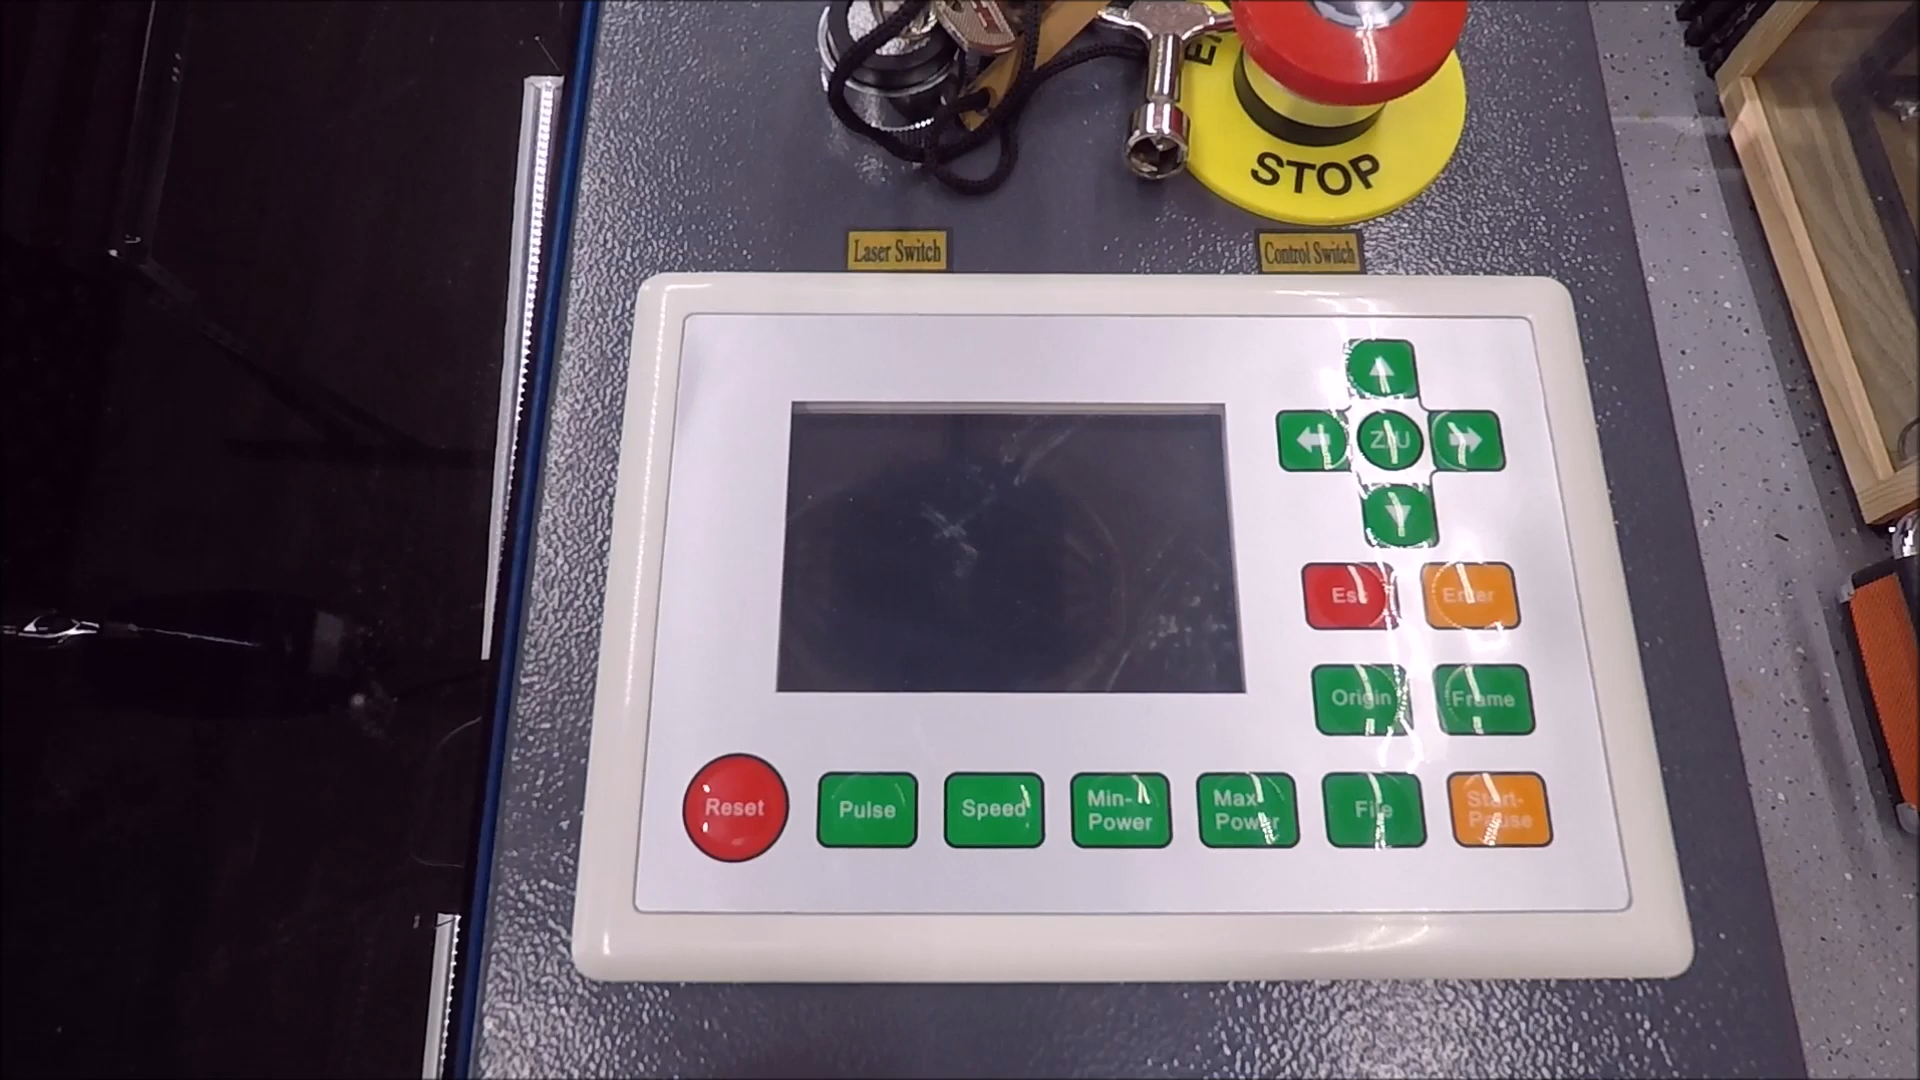 STOP
Laser Switch
Control Switch
Z/U
Esc
Enter
Origin
Frame
Reset
Pulse
Speed
Min-
Power
Max-
Power
File
Start-
Pause